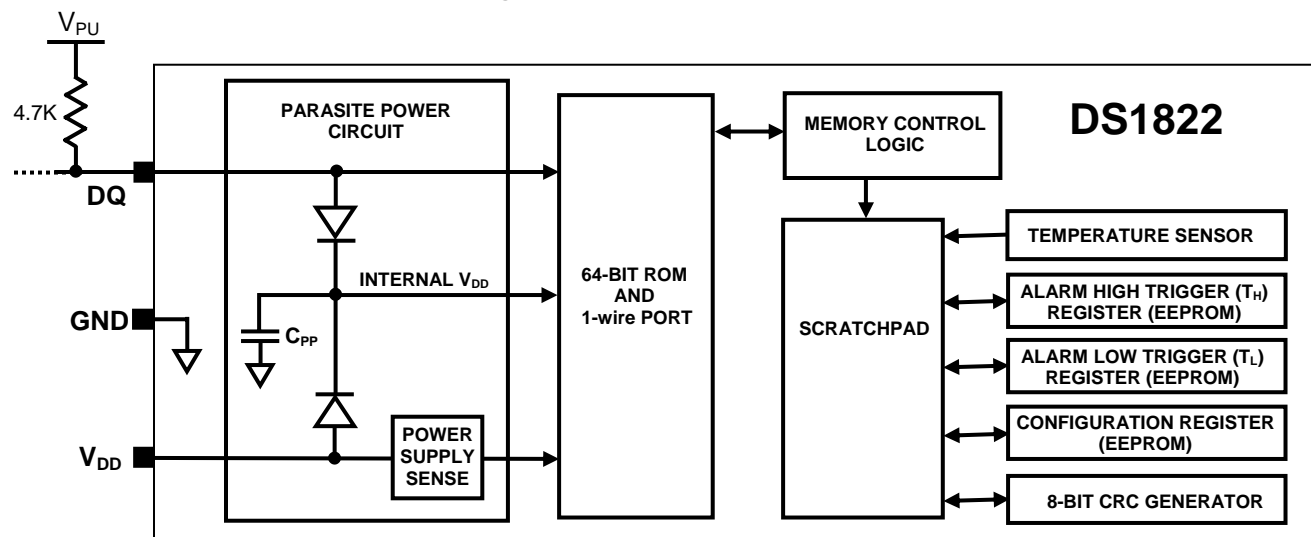 V_PU
4.7K
DQ
GND
V_DD
PARASITE POWER
CIRCUIT
INTERNAL V_DD
C_PP
POWER
SUPPLY
SENSE
64-BIT ROM
AND
1-wire PORT
MEMORY CONTROL
LOGIC
SCRATCHPAD
DS1822
TEMPERATURE SENSOR
ALARM HIGH TRIGGER (T_H)
REGISTER (EEPROM)
ALARM LOW TRIGGER (T_L)
REGISTER (EEPROM)
CONFIGURATION REGISTER
(EEPROM)
8-BIT CRC GENERATOR